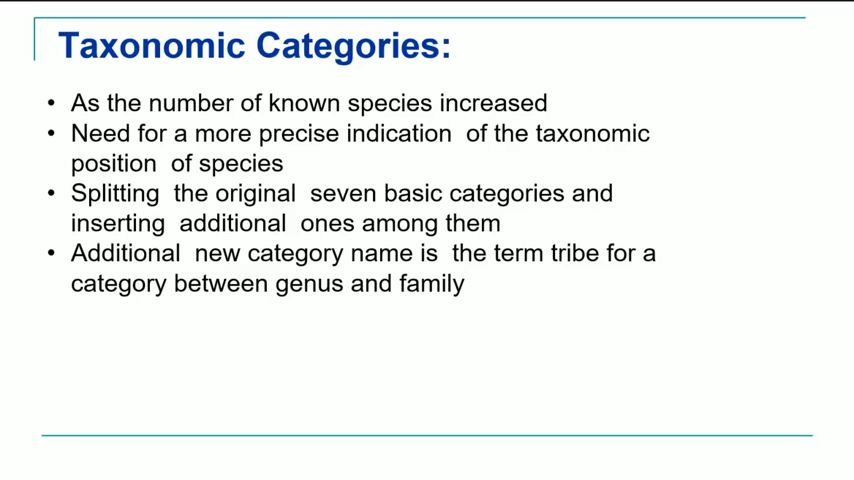 Taxonomic Categories:
• As the number of known species increased
• Need for a more precise indication of the taxonomic
position of species
• Splitting the original seven basic categories and
inserting additional ones among them
• Additional new category name is the term tribe for a
category between genus and family